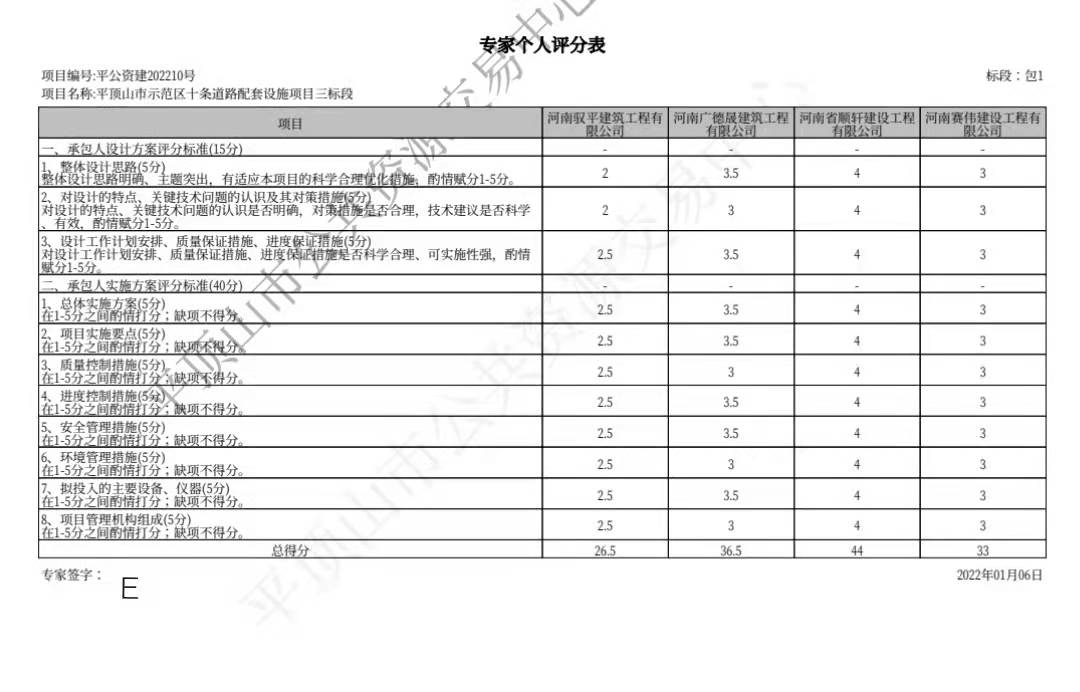 专家个人评分表
项目编号:平公资建202210号
标段：包1
项目名称:平顶山市示范区十条道路配套设施项目三标段
项目
河南驭平建筑工程有限公司
河南广德晟建筑工程有限公司
河南省顺轩建设工程有限公司
河南赛伟建设工程有限公司
一、承包人设计方案评分标准(15分)
- - - -
1、整体设计思路(5分)
整体设计思路明确、主题突出，有适应本项目的科学合理优化措施；酌情赋分1-5分。
2 3.5 4 3
2、对设计的特点、关键技术问题的认识及其对策措施(5分)
对设计的特点、关键技术问题的认识是否明确，对策措施是否合理，技术建议是否科学
、有效，酌情赋分1-5分。
2 3 4 3
3、设计工作计划安排、质量保证措施、进度保证措施(5分)
对设计工作计划安排、质量保证措施、进度保证措施是否科学合理、可实施性强，酌情
赋分1-5分。
2.5 3.5 4 3
二、承包人实施方案评分标准(40分)
- - - -
1、总体实施方案(5分)
在1-5分之间酌情打分；缺项不得分。
2.5 3.5 4 3
2、项目实施要点(5分)
在1-5分之间酌情打分；缺项不得分。
2.5 3.5 4 3
3、质量控制措施(5分)
在1-5分之间酌情打分；缺项不得分。
2.5 3 4 3
4、进度控制措施(5分)
在1-5分之间酌情打分；缺项不得分。
2.5 3.5 4 3
5、安全管理措施(5分)
在1-5分之间酌情打分；缺项不得分。
2.5 3.5 4 3
6、环境管理措施(5分)
在1-5分之间酌情打分；缺项不得分。
2.5 3 4 3
7、拟投入的主要设备、仪器(5分)
在1-5分之间酌情打分；缺项不得分。
2.5 3.5 4 3
8、项目管理机构组成(5分)
在1-5分之间酌情打分；缺项不得分。
2.5 3 4 3
总得分 26.5 36.5 44 33
专家签字：
E
2022年01月06日
平顶山市公共资源交易中心
平顶山市公共资源交易中心